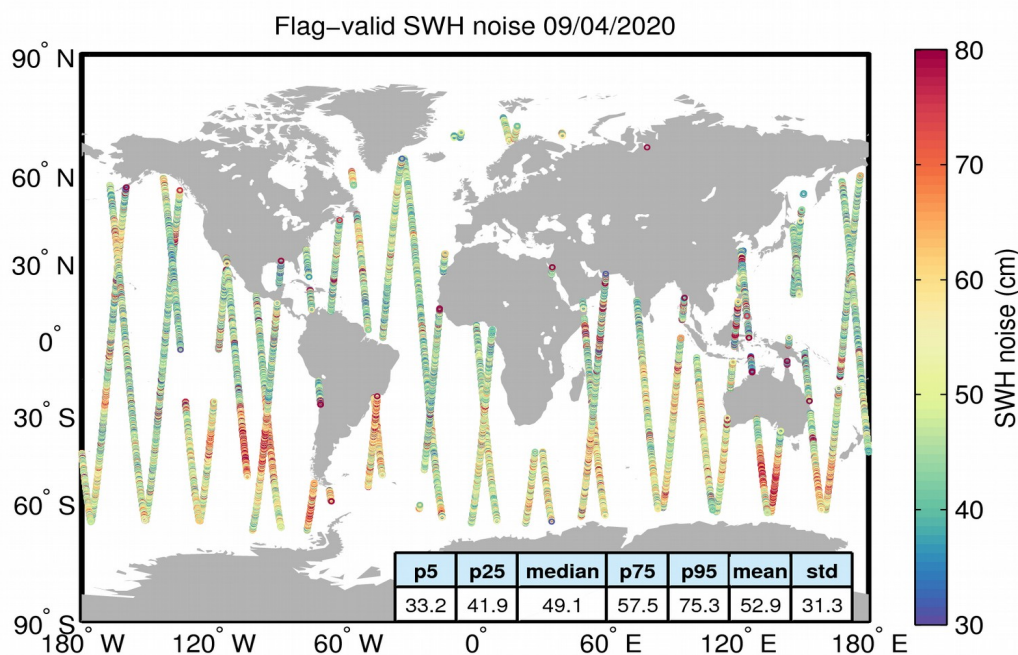 Flag−valid SWH noise 09/04/2020
90° N
60° N
30° N
0°
30° S
60° S
90° S
180° W
120° W
60° W
0°
60° E
120° E
180° E
p5 p25 median p75 p95 mean std
33.2 41.9 49.1 57.5 75.3 52.9 31.3
80
70
60
50
40
30
SWH noise (cm)